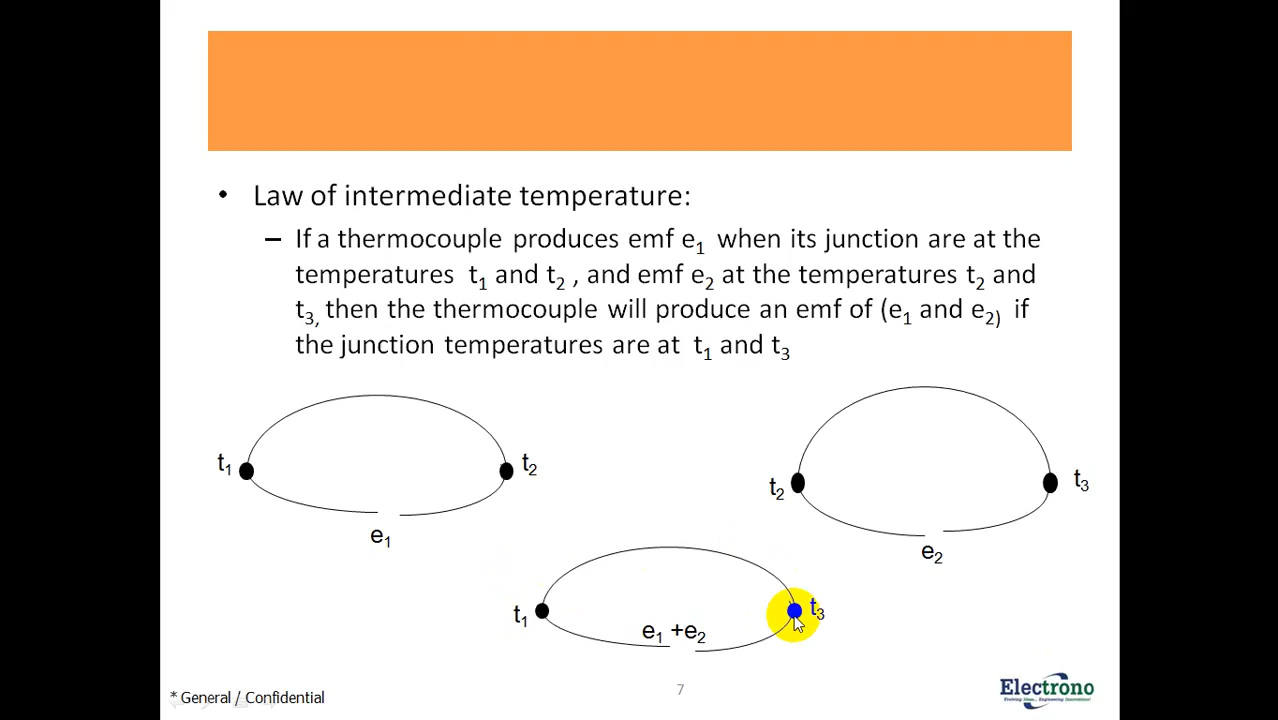 • Law of intermediate temperature:
– If a thermocouple produces emf e₁ when its junction are at the
temperatures t₁ and t₂ , and emf e₂ at the temperatures t₂ and
t₃, then the thermocouple will produce an emf of (e₁ and e₂) if
the junction temperatures are at t₁ and t₃
t₁
t₂
e₁
t₂
t₃
e₂
t₁
t₃
e₁ +e₂
* General / Confidential
7
Electrono